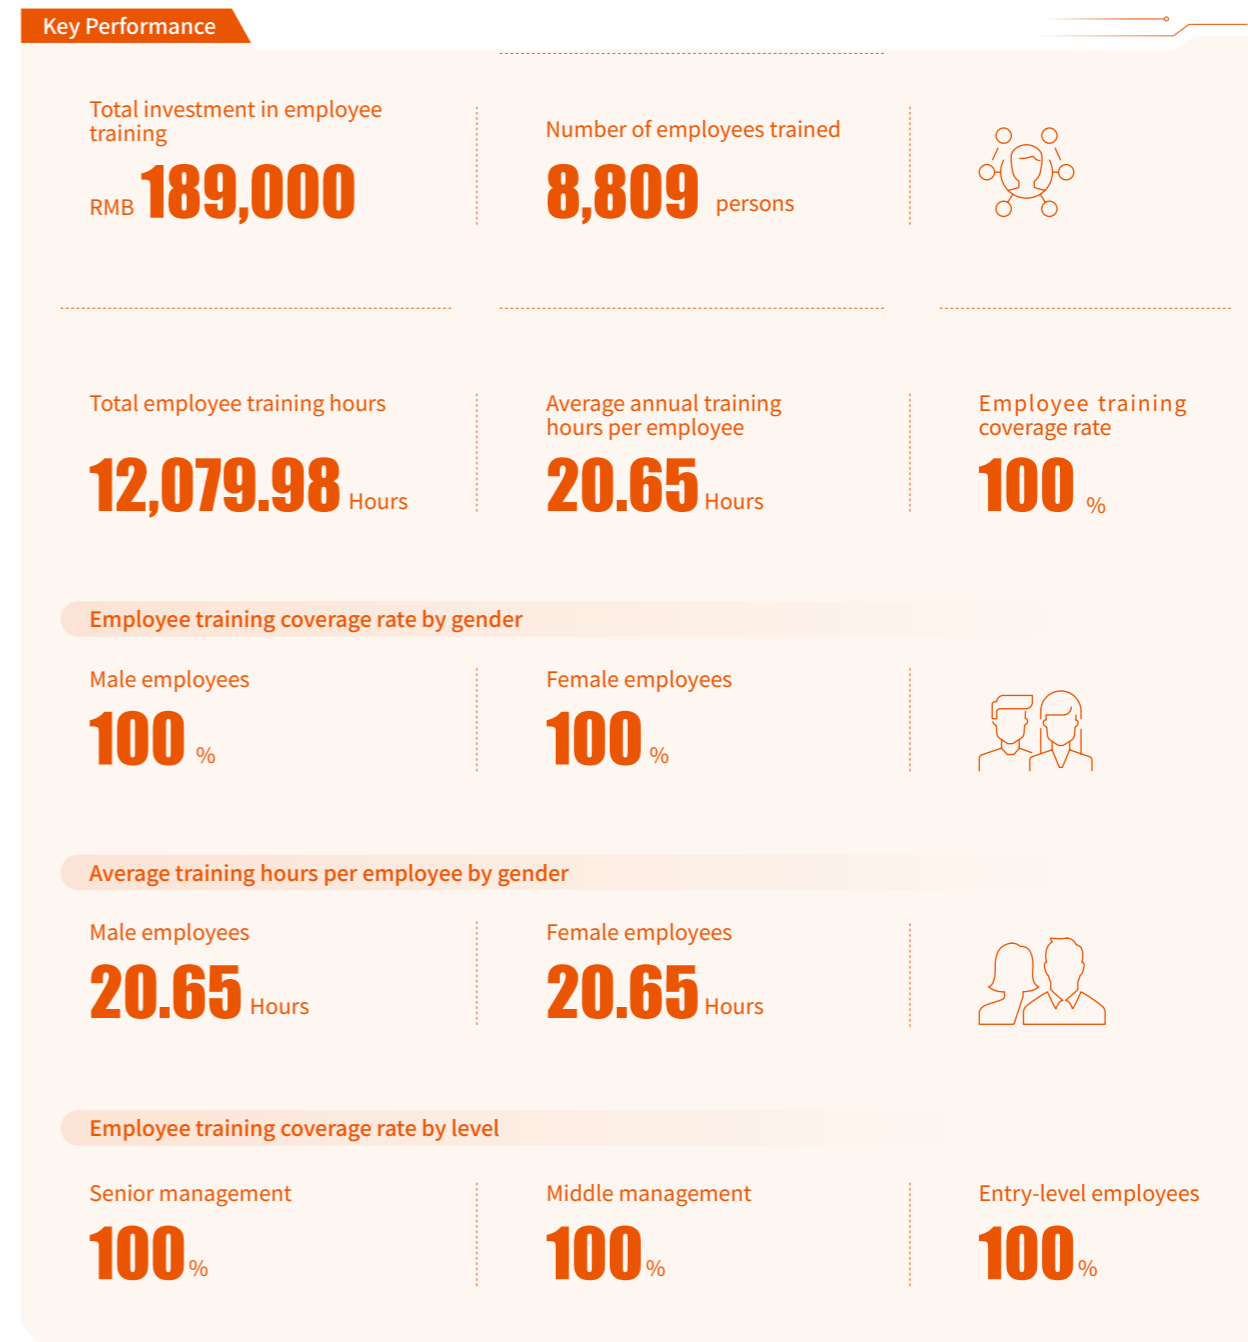 Key Performance
Total investment in employee
training
RMB 189,000
Number of employees trained
8,809 persons
Total employee training hours
12,079.98 Hours
Average annual training
hours per employee
20.65 Hours
Employee training
coverage rate
100 %
Employee training coverage rate by gender
Male employees
100 %
Female employees
100 %
Average training hours per employee by gender
Male employees
20.65 Hours
Female employees
20.65 Hours
Employee training coverage rate by level
Senior management
100 %
Middle management
100 %
Entry-level employees
100 %